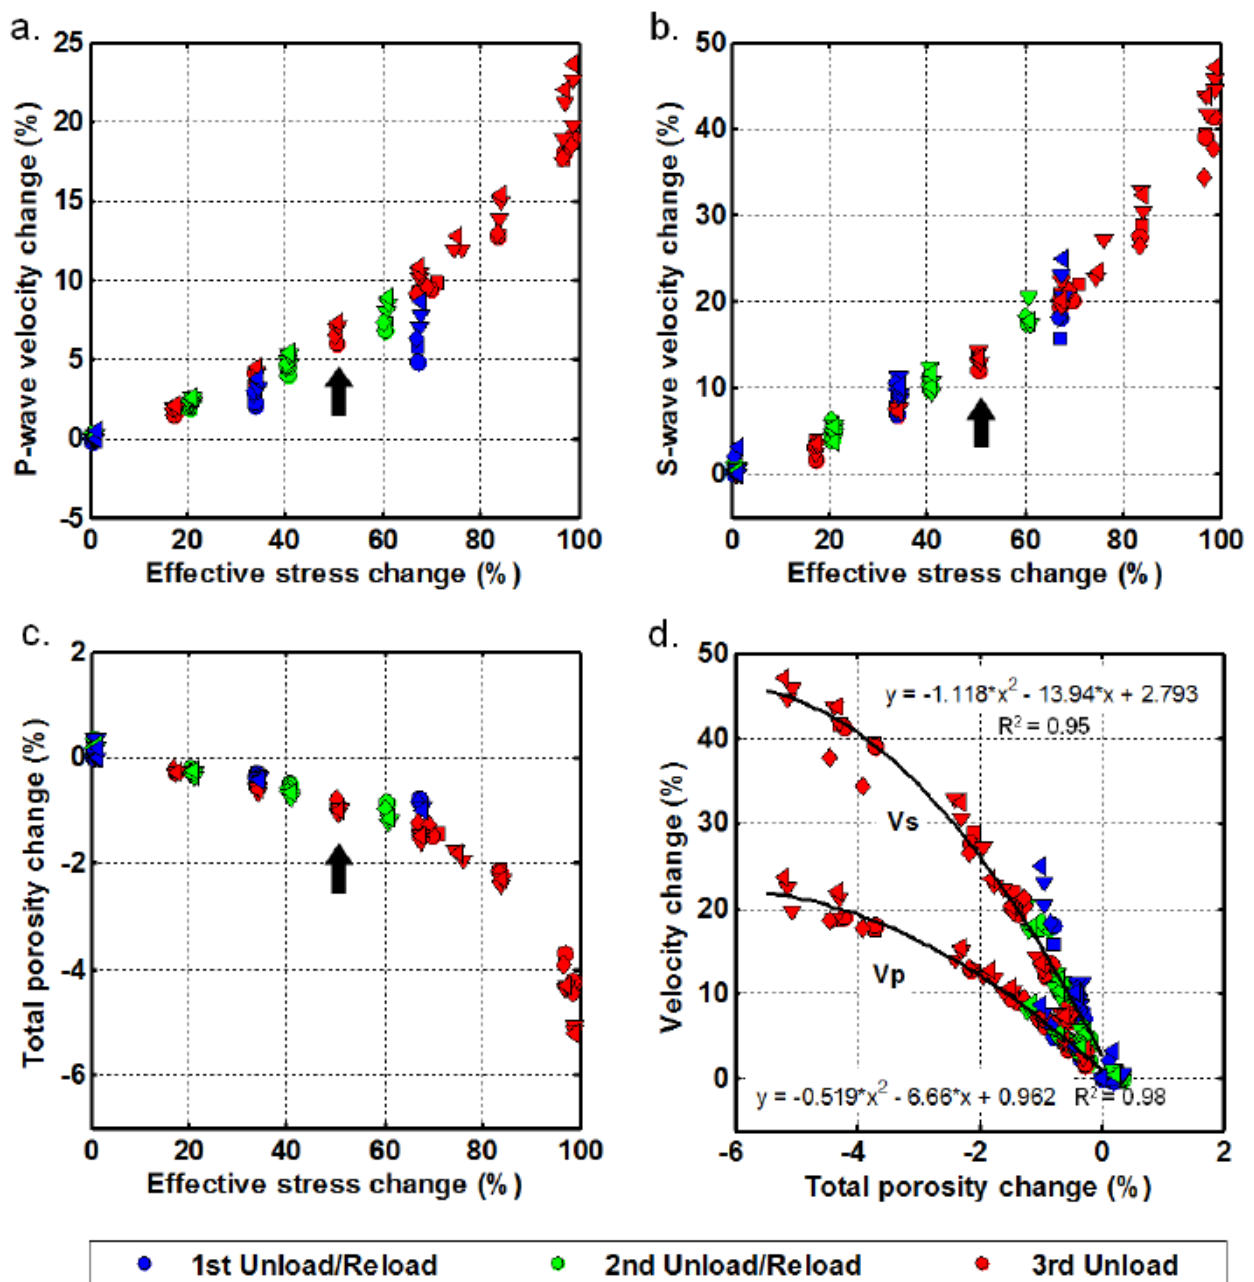 a.
25
20
15
10
5
0
-5
P-wave velocity change (%)
0 20 40 60 80 100
Effective stress change (%)
b.
50
40
30
20
10
0
S-wave velocity change (%)
0 20 40 60 80 100
Effective stress change (%)
c.
2
0
-2
-4
-6
Total porosity change (%)
0 20 40 60 80 100
Effective stress change (%)
d.
50
40
30
20
10
0
Velocity change (%)
y = -1.118*x² - 13.94*x + 2.793
R² = 0.95
Vs
Vp
y = -0.519*x² - 6.66*x + 0.962 R² = 0.98
-6 -4 -2 0 2
Total porosity change (%)
1st Unload/Reload 2nd Unload/Reload 3rd Unload